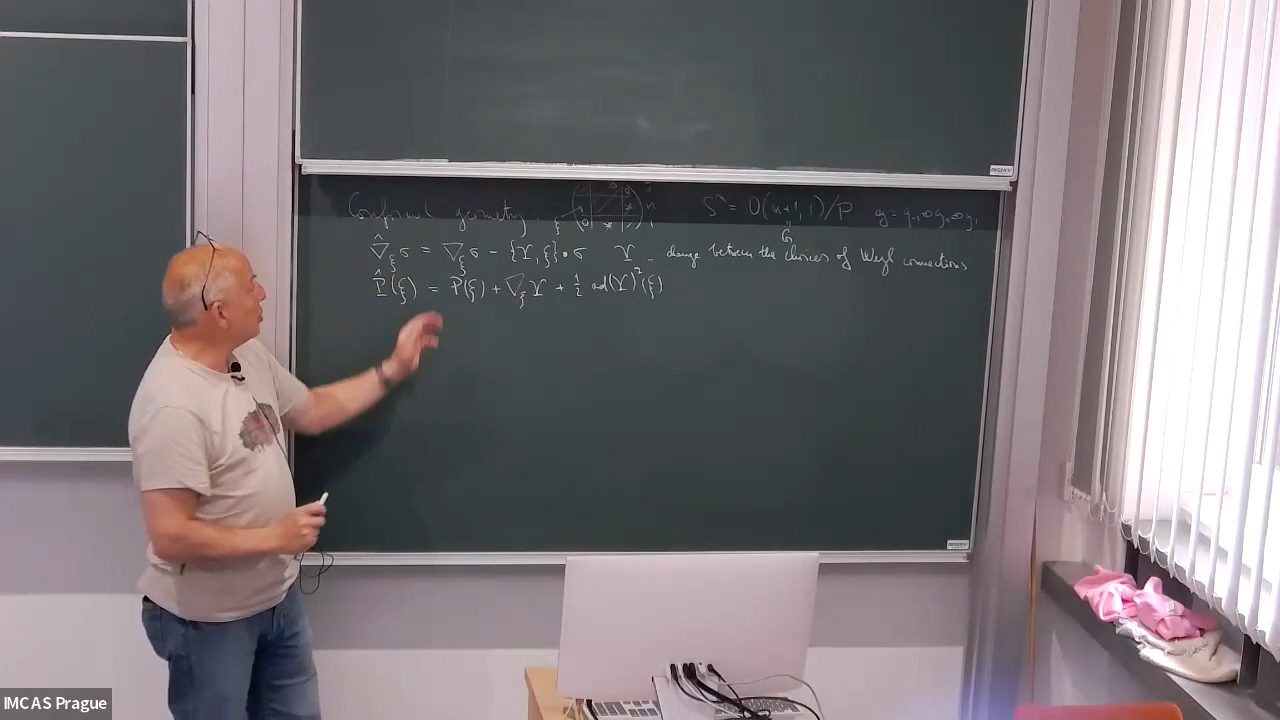 Conformal geometry : Sⁿ = O(n+1,1)/P g = g₋₁⊕g₀⊕g₁
G
∇̂_ξ σ = ∇_ξ σ - {Υ,ξ}•σ Υ - change between the choices of Weyl connections
P̂(ξ) = P(ξ) + ∇_ξ Υ + ½ ad(Υ)²(ξ)
IMCAS Prague